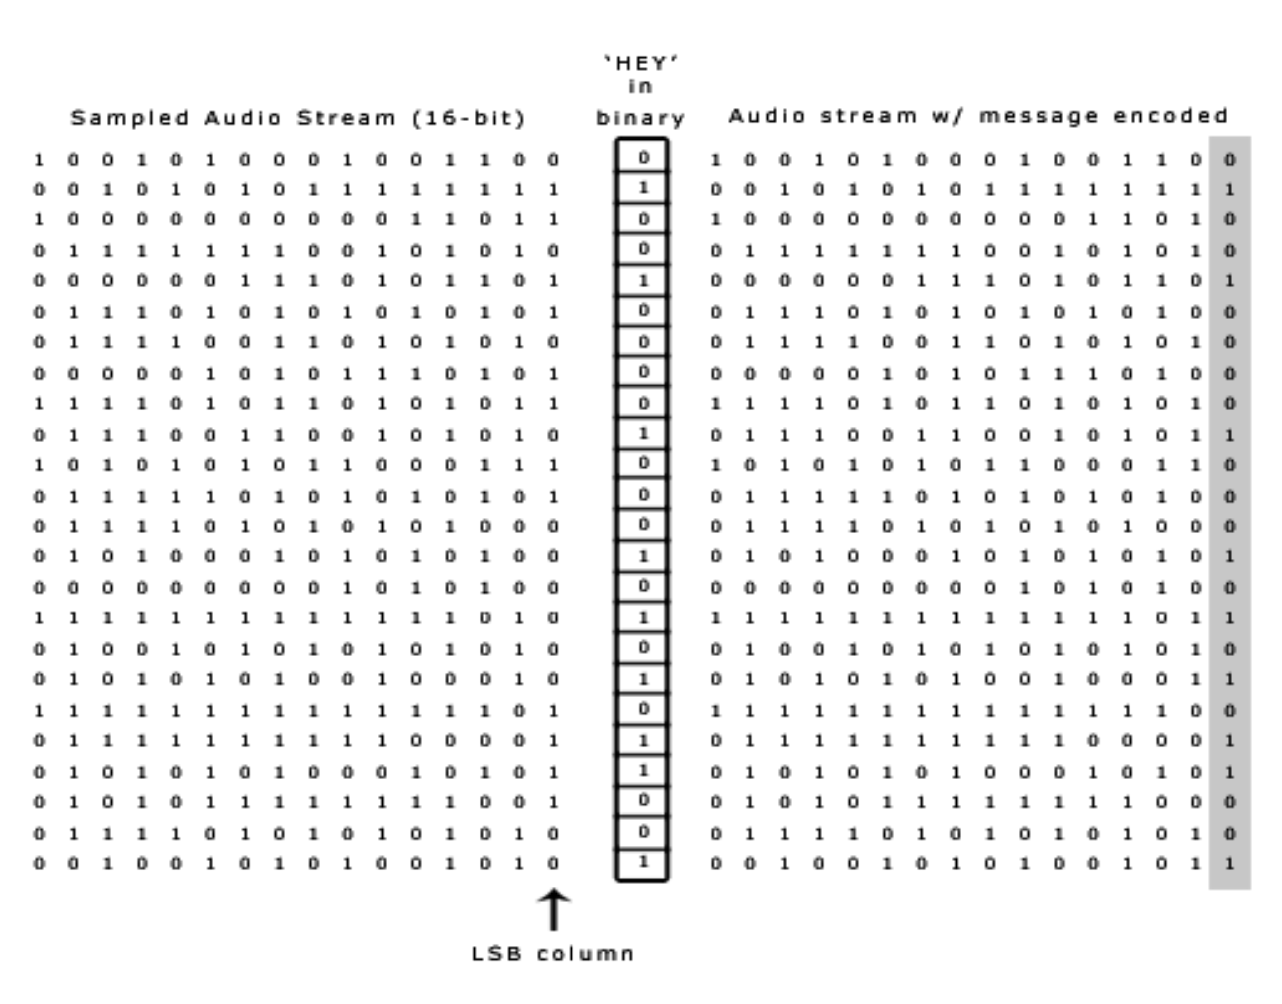 'HEY'
in
binary
Sampled Audio Stream (16-bit)
Audio stream w/ message encoded
1 0 0 1 0 1 0 0 0 1 0 0 1 1 0 0 0 1 0 0 1 0 1 0 0 0 1 0 0 1 1 0 0
0 0 1 0 1 0 1 0 1 1 1 1 1 1 1 1 1 0 0 1 0 1 0 1 0 1 1 1 1 1 1 1 1
1 0 0 0 0 0 0 0 0 0 0 1 1 0 1 1 0 1 0 0 0 0 0 0 0 0 0 0 1 1 0 1 0
0 1 1 1 1 1 1 1 0 0 1 0 1 0 1 0 0 0 1 1 1 1 1 1 1 0 0 1 0 1 0 1 0
0 0 0 0 0 0 1 1 1 0 1 0 1 1 0 1 1 0 0 0 0 0 0 1 1 1 0 1 0 1 1 0 1
0 1 1 1 0 1 0 1 0 1 0 1 0 1 0 1 0 0 1 1 1 0 1 0 1 0 1 0 1 0 1 0 0
0 1 1 1 1 0 0 1 1 0 1 0 1 0 1 0 0 0 1 1 1 1 0 0 1 1 0 1 0 1 0 1 0
0 0 0 0 0 1 0 1 0 1 1 1 0 1 0 1 0 0 0 0 0 0 1 0 1 0 1 1 1 0 1 0 0
1 1 1 1 0 1 0 1 1 0 1 0 1 0 1 1 0 1 1 1 1 0 1 0 1 1 0 1 0 1 0 1 0
0 1 1 1 0 0 1 1 0 0 1 0 1 0 1 0 1 0 1 1 1 0 0 1 1 0 0 1 0 1 0 1 1
1 0 1 0 1 0 1 0 1 1 0 0 0 1 1 1 0 1 0 1 0 1 0 1 0 1 1 0 0 0 1 1 0
0 1 1 1 1 1 0 1 0 1 0 1 0 1 0 1 0 0 1 1 1 1 1 0 1 0 1 0 1 0 1 0 0
0 1 1 1 1 0 1 0 1 0 1 0 1 0 0 0 0 0 1 1 1 1 0 1 0 1 0 1 0 1 0 0 0
0 1 0 1 0 0 0 1 0 1 0 1 0 1 0 0 1 0 1 0 1 0 0 0 1 0 1 0 1 0 1 0 1
0 0 0 0 0 0 0 0 0 1 0 1 0 1 0 0 0 0 0 0 0 0 0 0 0 0 1 0 1 0 1 0 0
1 1 1 1 1 1 1 1 1 1 1 1 1 0 1 0 1 1 1 1 1 1 1 1 1 1 1 1 1 1 0 1 1
0 1 0 0 1 0 1 0 1 0 1 0 1 0 1 0 0 0 1 0 0 1 0 1 0 1 0 1 0 1 0 1 0
0 1 0 1 0 1 0 1 0 0 1 0 0 0 1 0 1 0 1 0 1 0 1 0 1 0 0 1 0 0 0 1 1
1 1 1 1 1 1 1 1 1 1 1 1 1 1 0 1 0 1 1 1 1 1 1 1 1 1 1 1 1 1 1 0 0
0 1 1 1 1 1 1 1 1 1 1 0 0 0 0 1 1 0 1 1 1 1 1 1 1 1 1 1 0 0 0 0 1
0 1 0 1 0 1 0 1 0 0 0 1 0 1 0 1 1 0 1 0 1 0 1 0 1 0 0 0 1 0 1 0 1
0 1 0 1 0 1 1 1 1 1 1 1 1 0 0 1 0 0 1 0 1 0 1 1 1 1 1 1 1 1 0 0 0
0 1 1 1 1 0 1 0 1 0 1 0 1 0 1 0 0 0 1 1 1 1 0 1 0 1 0 1 0 1 0 1 0
0 0 1 0 0 1 0 1 0 1 0 0 1 0 1 0 1 0 0 1 0 0 1 0 1 0 1 0 0 1 0 1 1
LSB column